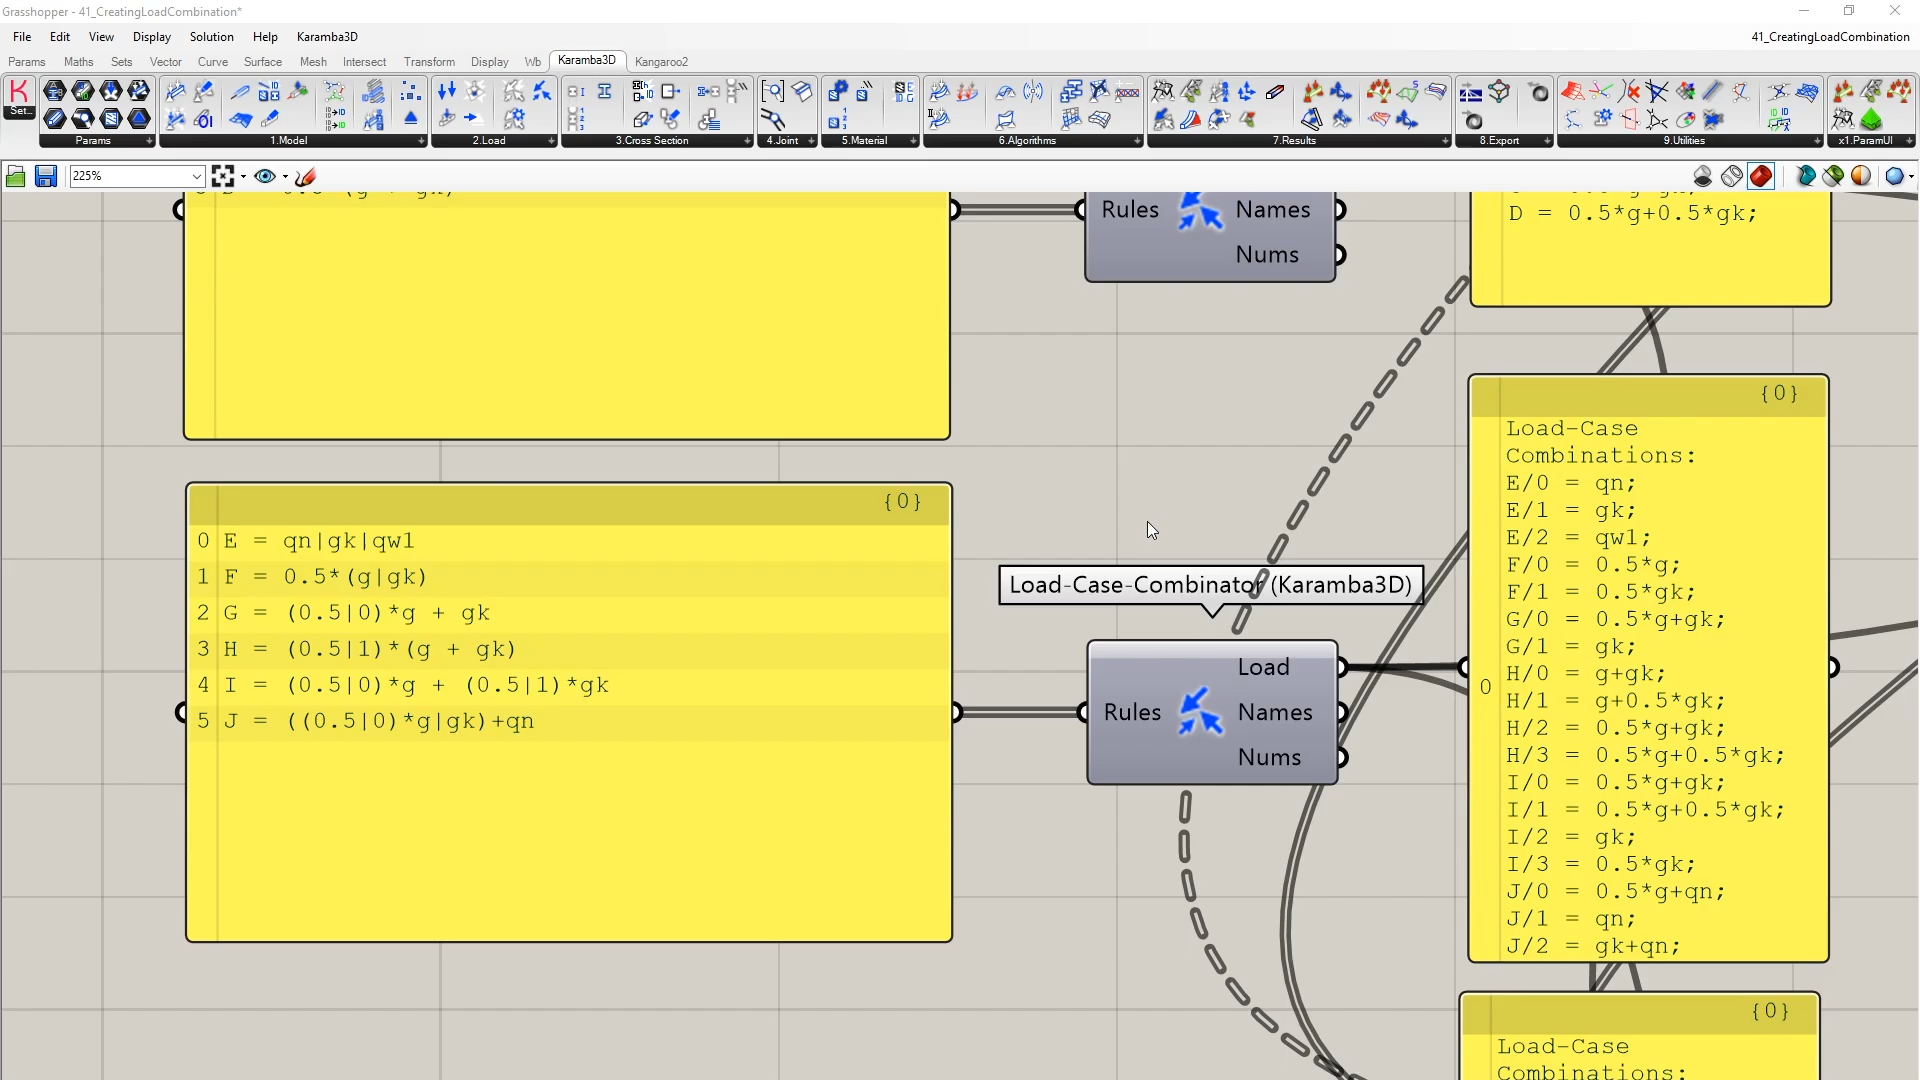 Grasshopper - 41_CreatingLoadCombination*
File Edit View Display Solution Help Karamba3D
41_CreatingLoadCombination
Params Maths Sets Vector Curve Surface Mesh Intersect Transform Display Wb Karamba3D Kangaroo2
Set..
Params 1.Model 2.Load 3.Cross Section 4.Joint 5.Material 6.Algorithms 7.Results 8.Export 9.Utilities x1.ParamUI
225%
Rules Names
Nums
D = 0.5*g+0.5*gk;
{0}
0 E = qn|gk|qw1
1 F = 0.5*(g|gk)
2 G = (0.5|0)*g + gk
3 H = (0.5|1)*(g + gk)
4 I = (0.5|0)*g + (0.5|1)*gk
5 J = ((0.5|0)*g|gk)+qn
Load-Case-Combinator (Karamba3D)
Load
Rules Names
Nums
{0}
0
Load-Case
Combinations:
E/0 = qn;
E/1 = gk;
E/2 = qw1;
F/0 = 0.5*g;
F/1 = 0.5*gk;
G/0 = 0.5*g+gk;
G/1 = gk;
H/0 = g+gk;
H/1 = g+0.5*gk;
H/2 = 0.5*g+gk;
H/3 = 0.5*g+0.5*gk;
I/0 = 0.5*g+gk;
I/1 = 0.5*g+0.5*gk;
I/2 = gk;
I/3 = 0.5*gk;
J/0 = 0.5*g+qn;
J/1 = qn;
J/2 = gk+qn;
{0}
Load-Case
Combinations: